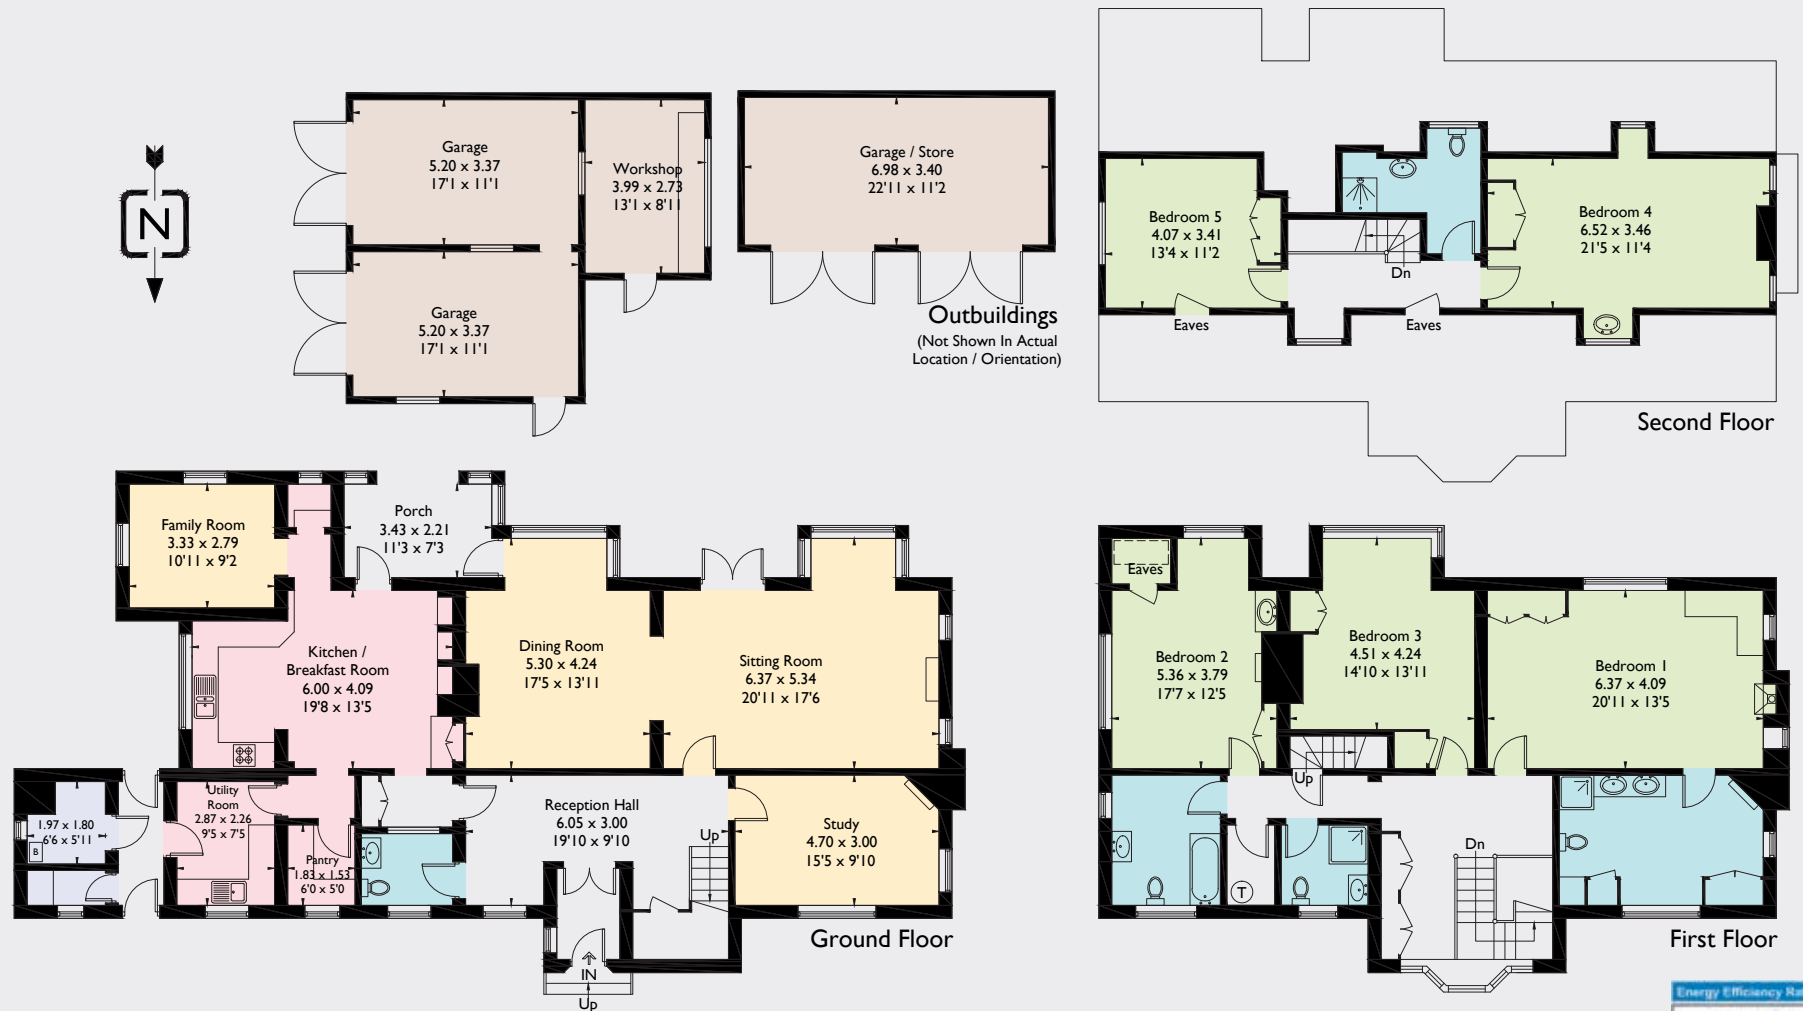 N
Garage
5.20 x 3.37
17'1 x 11'1
Workshop
3.99 x 2.73
13'1 x 8'11
Garage
5.20 x 3.37
17'1 x 11'1
Garage / Store
6.98 x 3.40
22'11 x 11'2
Outbuildings
(Not Shown In Actual
Location / Orientation)
Bedroom 5
4.07 x 3.41
13'4 x 11'2
Bedroom 4
6.52 x 3.46
21'5 x 11'4
Dn
Eaves
Eaves
Second Floor
Family Room
3.33 x 2.79
10'11 x 9'2
Porch
3.43 x 2.21
11'3 x 7'3
Kitchen /
Breakfast Room
6.00 x 4.09
19'8 x 13'5
Dining Room
5.30 x 4.24
17'5 x 13'11
Sitting Room
6.37 x 5.34
20'11 x 17'6
1.97 x 1.80
6'6 x 5'11
B
Utility
Room
2.87 x 2.26
9'5 x 7'5
Pantry
1.83 x 1.53
6'0 x 5'0
Reception Hall
6.05 x 3.00
19'10 x 9'10
Up
Study
4.70 x 3.00
15'5 x 9'10
IN
Up
Ground Floor
Eaves
Bedroom 2
5.36 x 3.79
17'7 x 12'5
Bedroom 3
4.51 x 4.24
14'10 x 13'11
Bedroom 1
6.37 x 4.09
20'11 x 13'5
Up
T
Dn
First Floor
Energy Efficiency